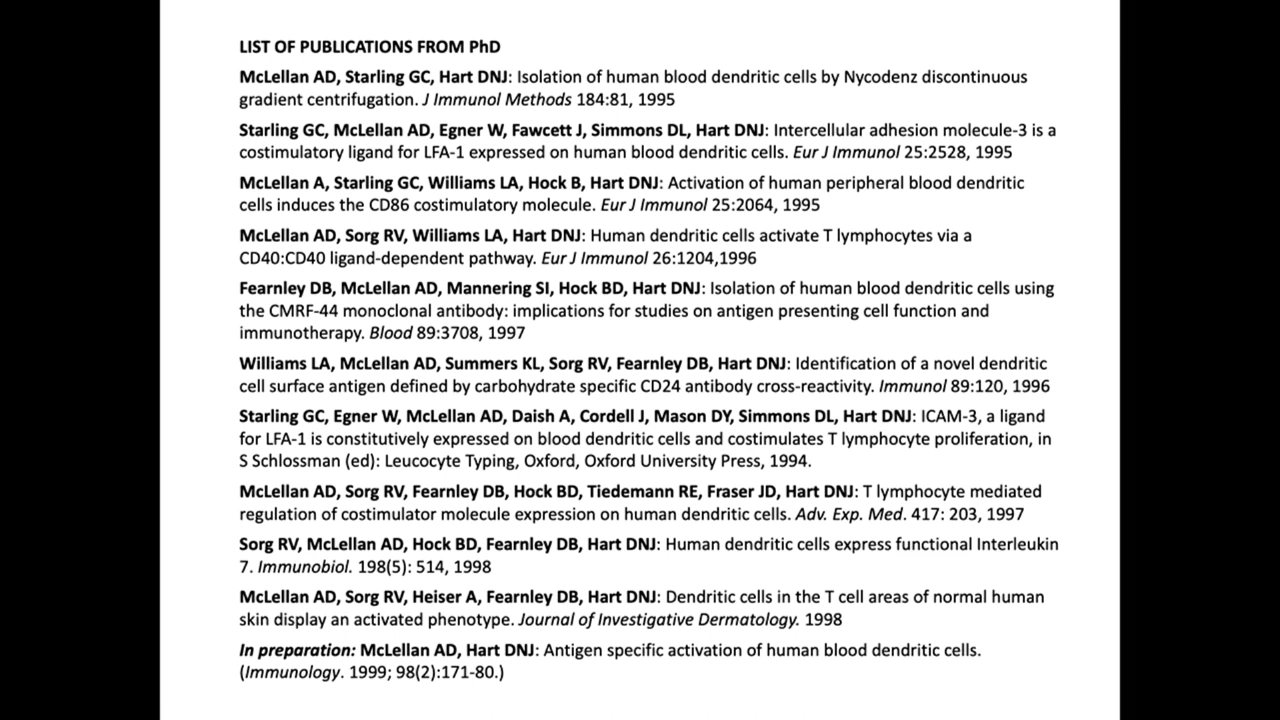 LIST OF PUBLICATIONS FROM PhD
McLellan AD, Starling GC, Hart DNJ: Isolation of human blood dendritic cells by Nycodenz discontinuous
gradient centrifugation. J Immunol Methods 184:81, 1995
Starling GC, McLellan AD, Egner W, Fawcett J, Simmons DL, Hart DNJ: Intercellular adhesion molecule-3 is a
costimulatory ligand for LFA-1 expressed on human blood dendritic cells. Eur J Immunol 25:2528, 1995
McLellan A, Starling GC, Williams LA, Hock B, Hart DNJ: Activation of human peripheral blood dendritic
cells induces the CD86 costimulatory molecule. Eur J Immunol 25:2064, 1995
McLellan AD, Sorg RV, Williams LA, Hart DNJ: Human dendritic cells activate T lymphocytes via a
CD40:CD40 ligand-dependent pathway. Eur J Immunol 26:1204,1996
Fearnley DB, McLellan AD, Mannering SI, Hock BD, Hart DNJ: Isolation of human blood dendritic cells using
the CMRF-44 monoclonal antibody: implications for studies on antigen presenting cell function and
immunotherapy. Blood 89:3708, 1997
Williams LA, McLellan AD, Summers KL, Sorg RV, Fearnley DB, Hart DNJ: Identification of a novel dendritic
cell surface antigen defined by carbohydrate specific CD24 antibody cross-reactivity. Immunol 89:120, 1996
Starling GC, Egner W, McLellan AD, Daish A, Cordell J, Mason DY, Simmons DL, Hart DNJ: ICAM-3, a ligand
for LFA-1 is constitutively expressed on blood dendritic cells and costimulates T lymphocyte proliferation, in
S Schlossman (ed): Leucocyte Typing, Oxford, Oxford University Press, 1994.
McLellan AD, Sorg RV, Fearnley DB, Hock BD, Tiedemann RE, Fraser JD, Hart DNJ: T lymphocyte mediated
regulation of costimulator molecule expression on human dendritic cells. Adv. Exp. Med. 417: 203, 1997
Sorg RV, McLellan AD, Hock BD, Fearnley DB, Hart DNJ: Human dendritic cells express functional Interleukin
7. Immunobiol. 198(5): 514, 1998
McLellan AD, Sorg RV, Heiser A, Fearnley DB, Hart DNJ: Dendritic cells in the T cell areas of normal human
skin display an activated phenotype. Journal of Investigative Dermatology. 1998
In preparation: McLellan AD, Hart DNJ: Antigen specific activation of human blood dendritic cells.
(Immunology. 1999; 98(2):171-80.)